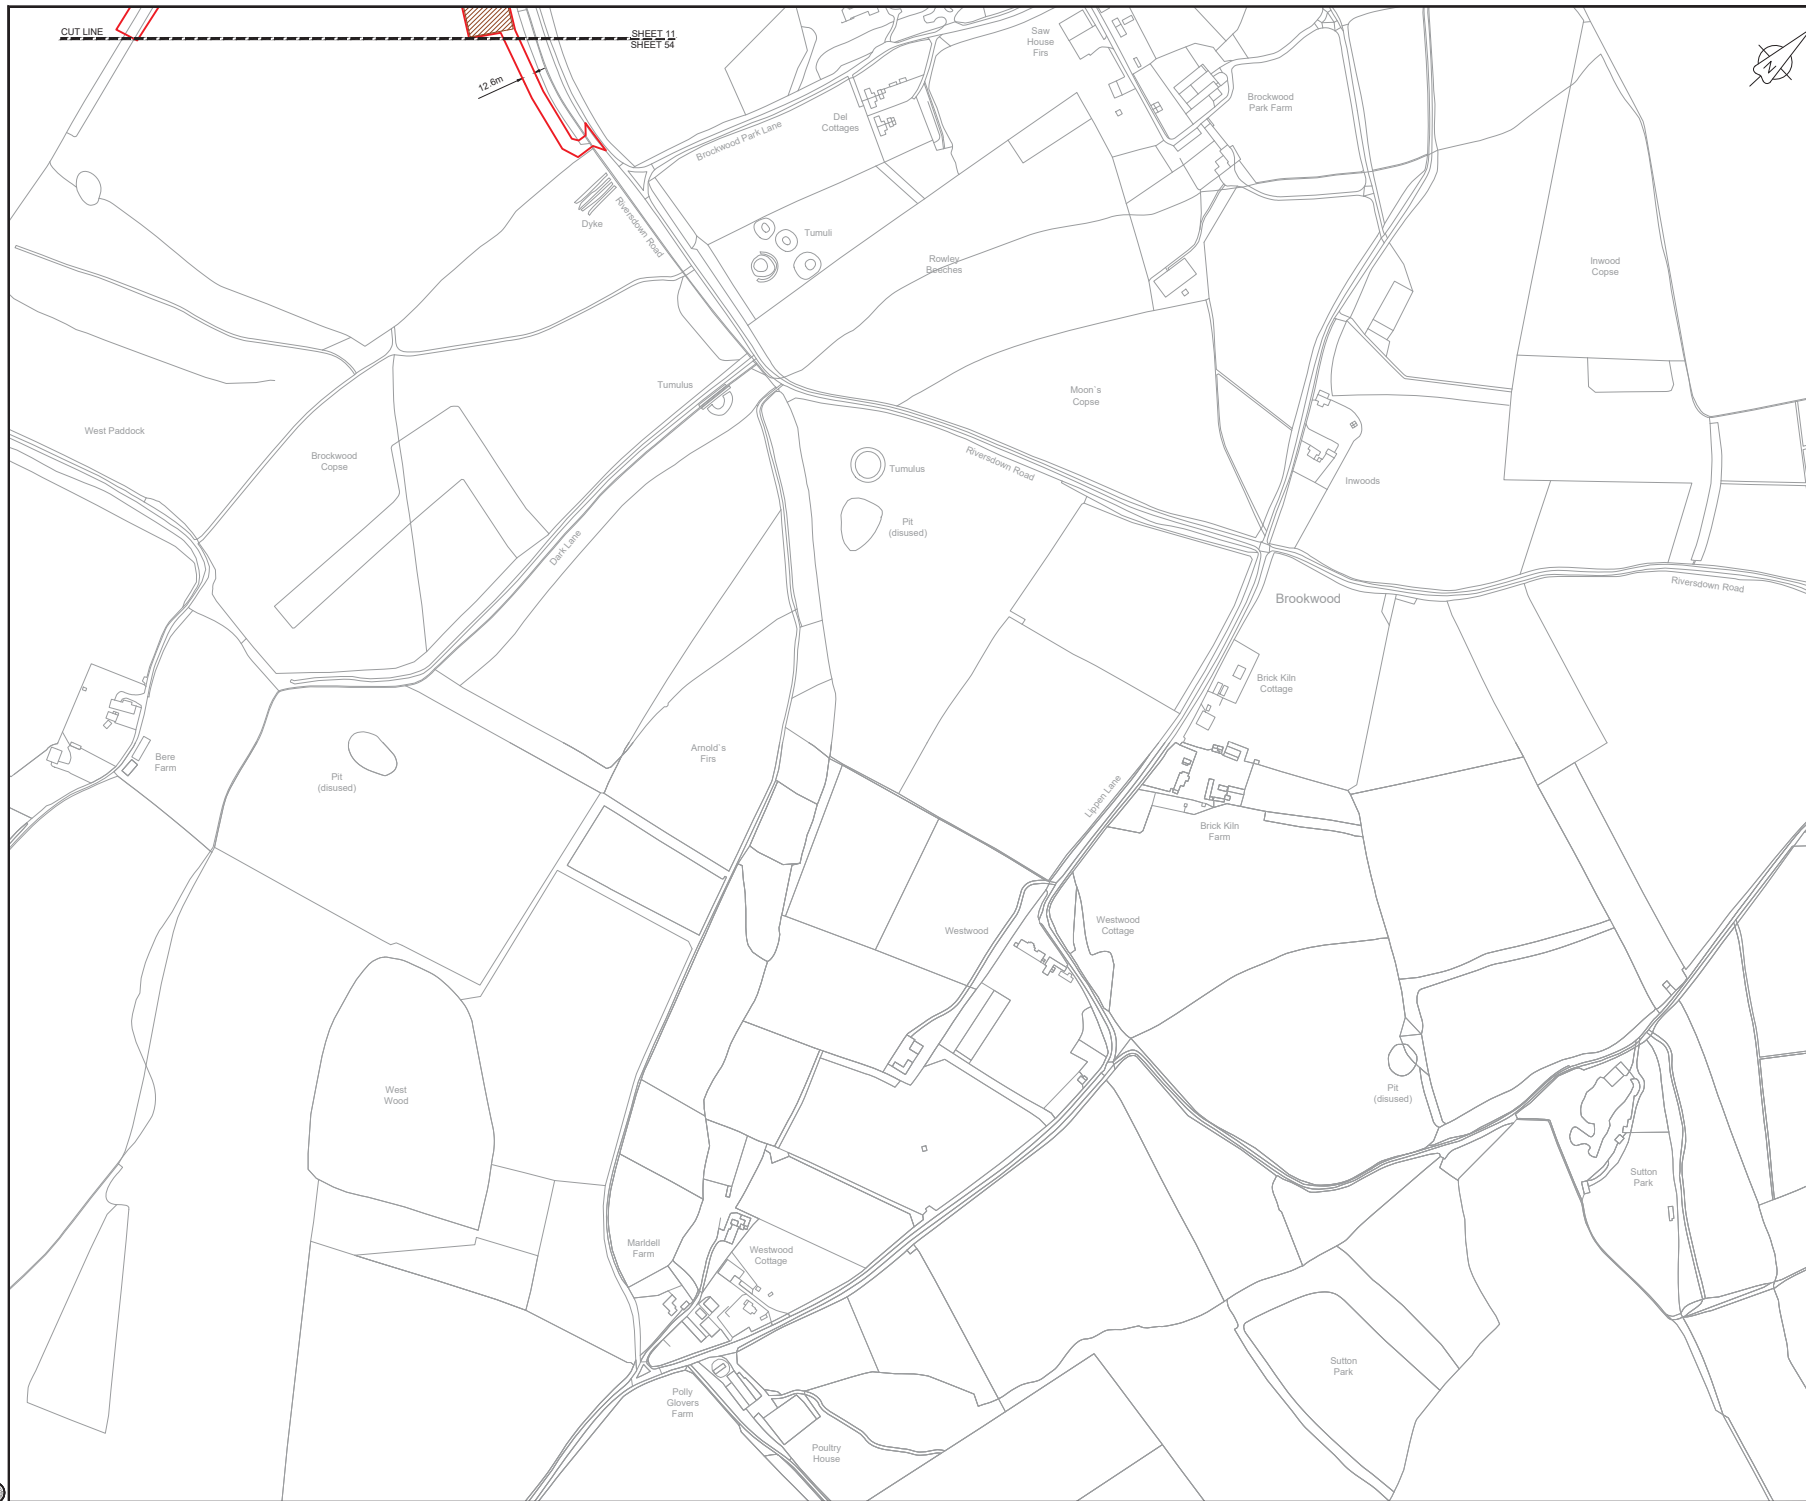 CUT LINE
SHEET 11
SHEET 54
12.6m
Saw
House
Firs
N
Brockwood
Park Farm
Del
Cottages
Brockwood Park Lane
Dyke
Riversdown Road
Tumuli
Rowley
Beeches
Inwood
Copse
Tumulus
Moon`s
Copse
West Paddock
Brockwood
Copse
Tumulus
Riversdown Road
Inwoods
Pit
(disused)
Dark Lane
Riversdown Road
Brookwood
Brick Kiln
Cottage
Bere
Farm
Pit
(disused)
Arnold`s
Firs
Lippen Lane
Brick Kiln
Farm
Westwood
Westwood
Cottage
West
Wood
Pit
(disused)
Sutton
Park
Marldell
Farm
Westwood
Cottage
Sutton
Park
Polly
Glovers
Farm
Poultry
House